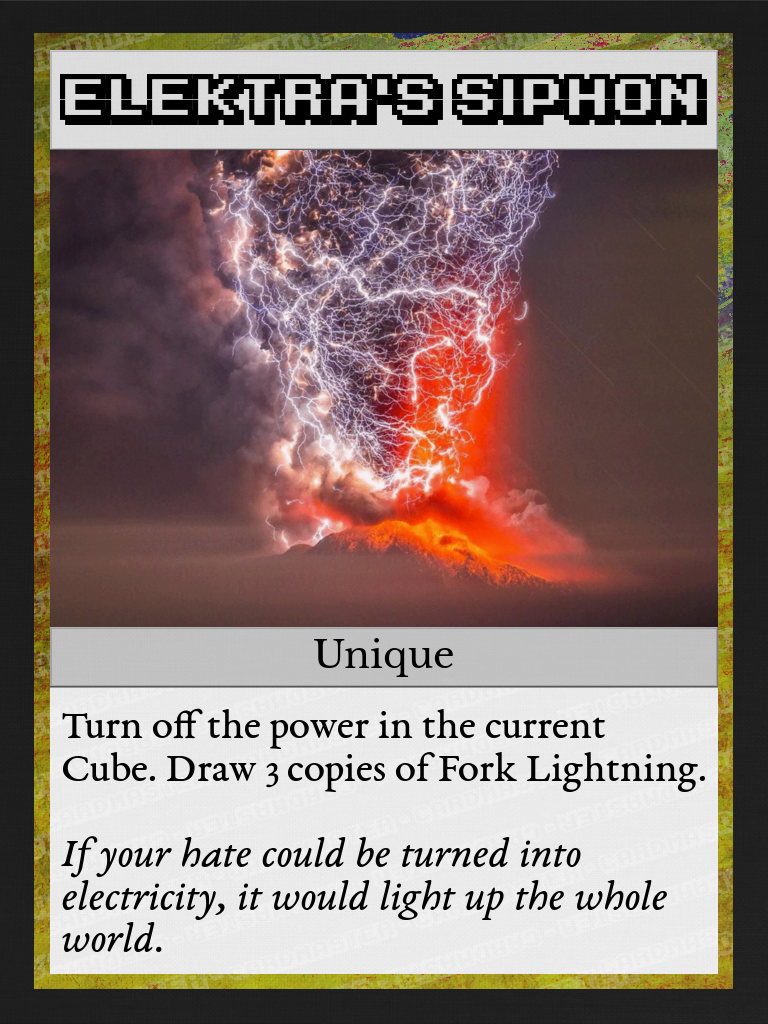 ELEKTRA'S SIPHON
Unique
Turn off the power in the current
Cube. Draw 3 copies of Fork Lightning.
If your hate could be turned into
electricity, it would light up the whole
world.